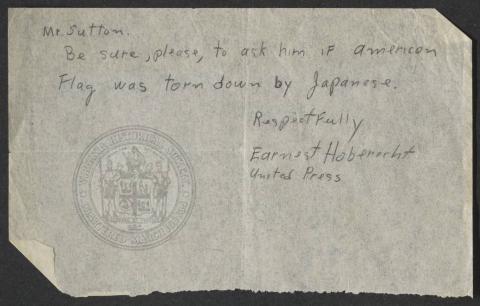 Mr. Sutton.
Be sure, please, to ask him if american
Flag was torn down by Japanese.
Respectfully
Earnest Hoberecht
United Press